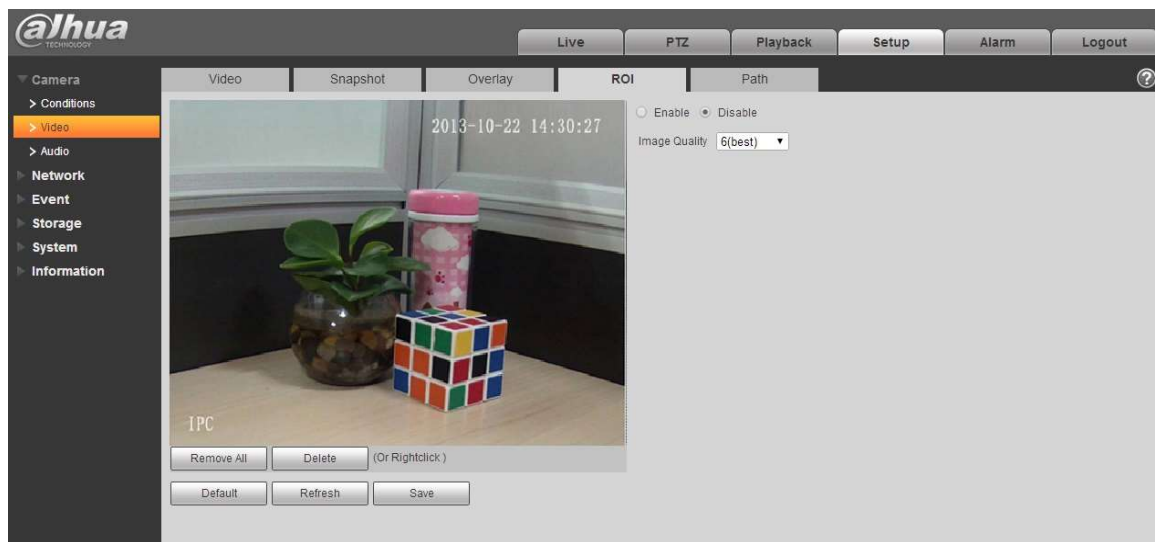 alhua
TECHNOLOGY
Live PTZ Playback Setup Alarm Logout
Camera
> Conditions
> Video
> Audio
Network
Event
Storage
System
Information
Video Snapshot Overlay ROI Path ?
2013-10-22 14:30:27
IPC
Enable Disable
Image Quality 6(best)
Remove All Delete (Or Rightclick )
Default Refresh Save